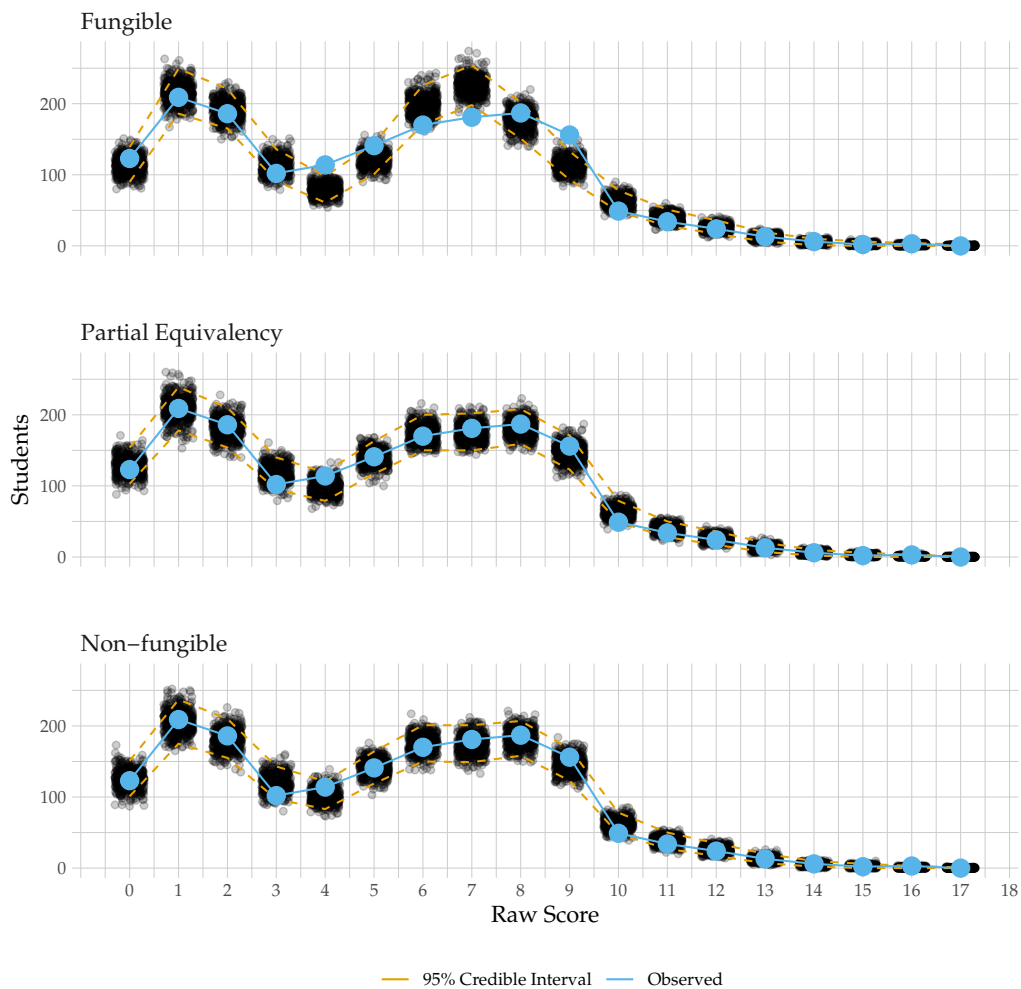 Fungible
200
100
0
Partial Equivalency
200
100
0
Students
Non−fungible
200
100
0
0 1 2 3 4 5 6 7 8 9 10 11 12 13 14 15 16 17 18
Raw Score
95% Credible Interval Observed